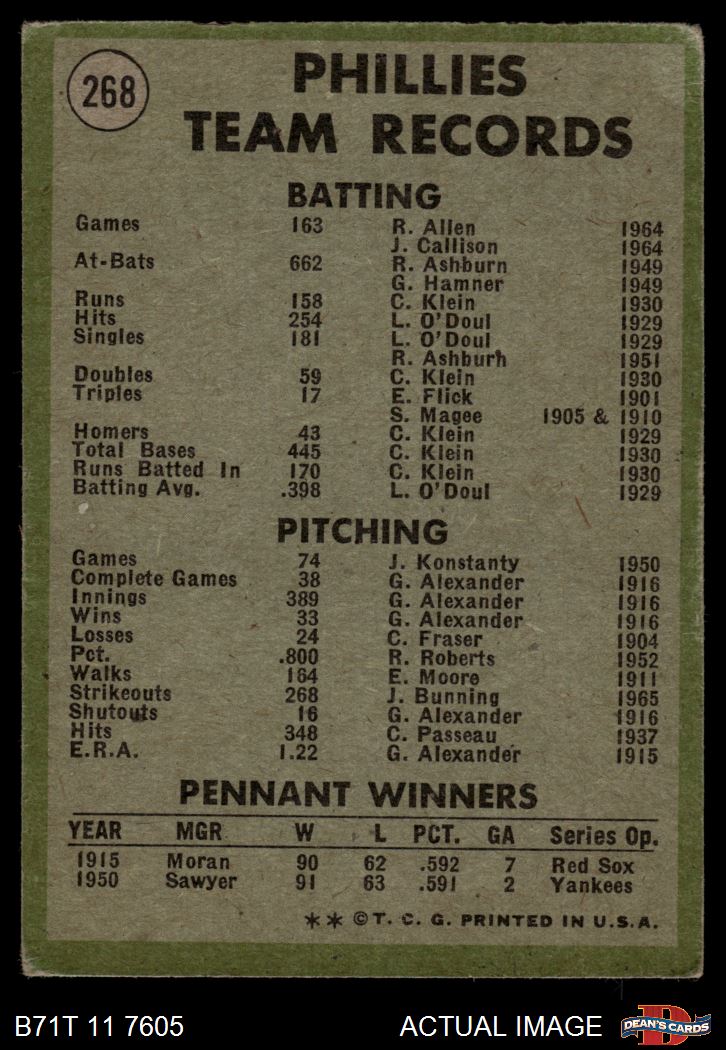 268
PHILLIES
TEAM RECORDS
BATTING
Games 163 R. Allen 1964
J. Callison 1964
At-Bats 662 R. Ashburn 1949
G. Hamner 1949
Runs 158 C. Klein 1930
Hits 254 L. O'Doul 1929
Singles 181 L. O'Doul 1929
R. Ashburn 1951
Doubles 59 C. Klein 1930
Triples 17 E. Flick 1901
S. Magee 1905 & 1910
Homers 43 C. Klein 1929
Total Bases 445 C. Klein 1930
Runs Batted In 170 C. Klein 1930
Batting Avg. .398 L. O'Doul 1929
PITCHING
Games 74 J. Konstanty 1950
Complete Games 38 G. Alexander 1916
Innings 389 G. Alexander 1916
Wins 33 G. Alexander 1916
Losses 24 C. Fraser 1904
Pct. .800 R. Roberts 1952
Walks 164 E. Moore 1911
Strikeouts 268 J. Bunning 1965
Shutouts 16 G. Alexander 1916
Hits 348 C. Passeau 1937
E.R.A. 1.22 G. Alexander 1915
PENNANT WINNERS
YEAR MGR W L PCT. GA Series Op.
1915 Moran 90 62 .592 7 Red Sox
1950 Sawyer 91 63 .591 2 Yankees
** ©T. C. G. PRINTED IN U.S.A.
B71T 11 7605 ACTUAL IMAGE D DEAN'S CARDS